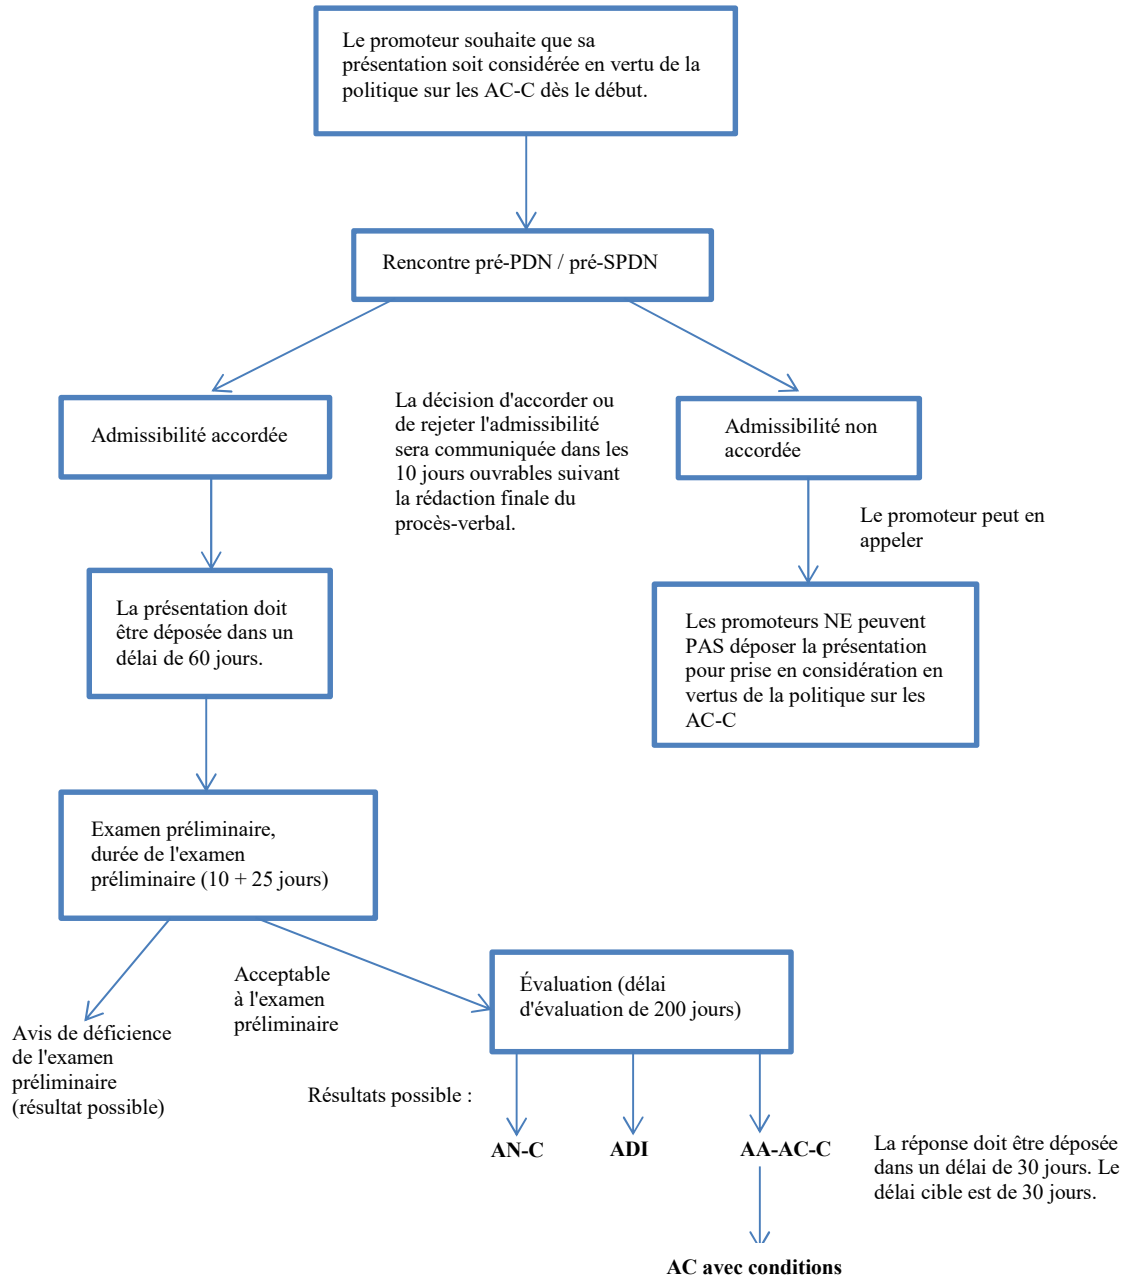 Le promoteur souhaite que sa
présentation soit considérée en vertu de la
politique sur les AC-C dès le début.
Rencontre pré-PDN / pré-SPDN
Admissibilité accordée
La décision d'accorder ou
de rejeter l'admissibilité
sera communiquée dans les
10 jours ouvrables suivant
la rédaction finale du
procès-verbal.
Admissibilité non
accordée
Le promoteur peut en
appeler
La présentation doit
être déposée dans un
délai de 60 jours.
Les promoteurs NE peuvent
PAS déposer la présentation
pour prise en considération en
vertus de la politique sur les
AC-C
Examen préliminaire,
durée de l'examen
préliminaire (10 + 25 jours)
Avis de déficience
de l'examen
préliminaire
(résultat possible)
Acceptable
à l'examen
préliminaire
Évaluation (délai
d'évaluation de 200 jours)
Résultats possible :
AN-C
ADI
AA-AC-C
La réponse doit être déposée
dans un délai de 30 jours. Le
délai cible est de 30 jours.
AC avec conditions